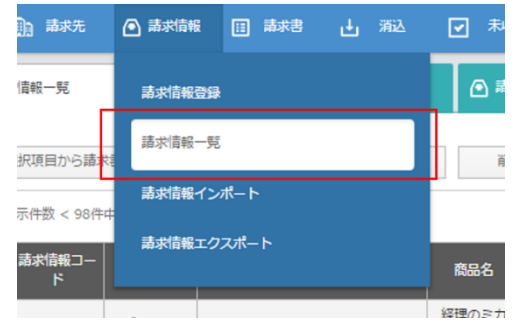 請求先 請求情報 請求書 消込
情報一覧
請求情報登録
請求情報一覧
択項目から請求
請求情報インポート
示件数 < 98件中
請求情報エクスポート
請求情報コード
商品名
経理のミカ